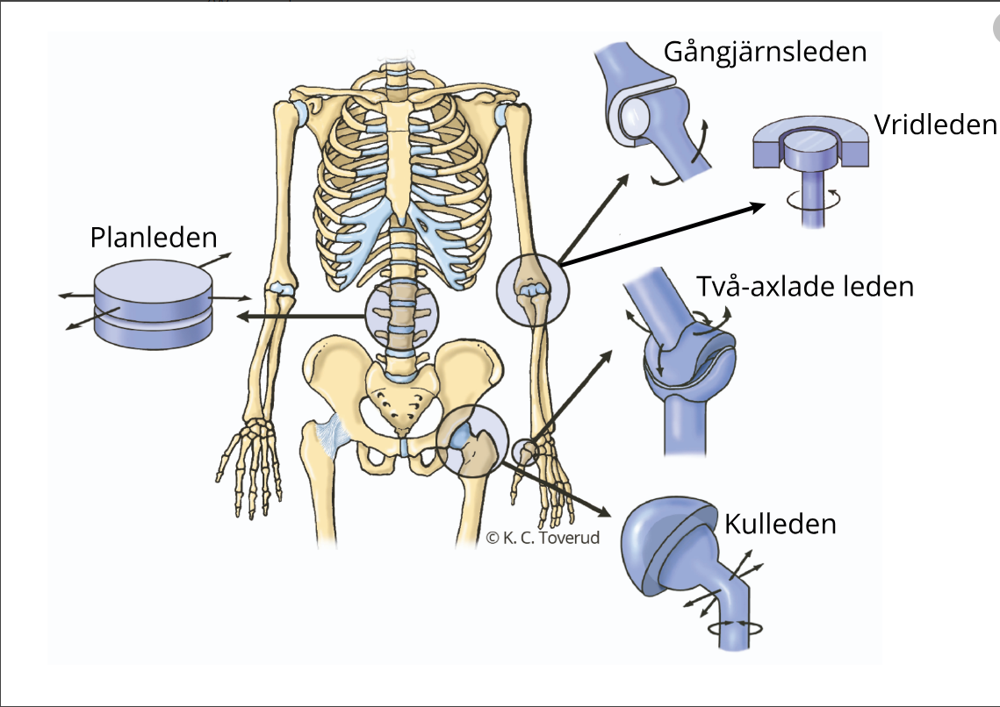 Gångjärnsleden
Vridleden
Planleden
Två-axlade leden
Kulleden
© K. C. Toverud